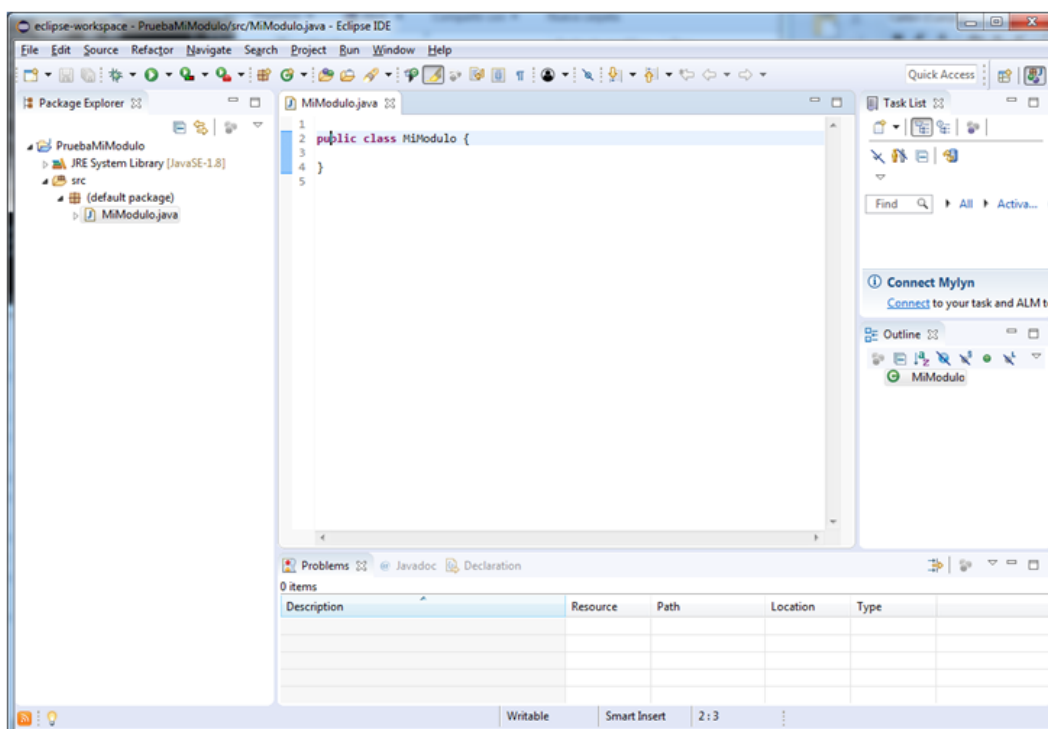 eclipse-workspace - PruebaMiModulo/src/MiModulo.java - Eclipse IDE
File Edit Source Refactor Navigate Search Project Run Window Help
Quick Access
Package Explorer
PruebaMiModulo
JRE System Library [JavaSE-1.8]
src
(default package)
MiModulo.java
MiModulo.java
1
2 public class MiModulo {
3
4 }
5
Task List
Find All Activa...
Connect Mylyn
Connect to your task and ALM t
Outline
MiModulo
Problems Javadoc Declaration
0 items
Description Resource Path Location Type
Writable Smart Insert 2 : 3